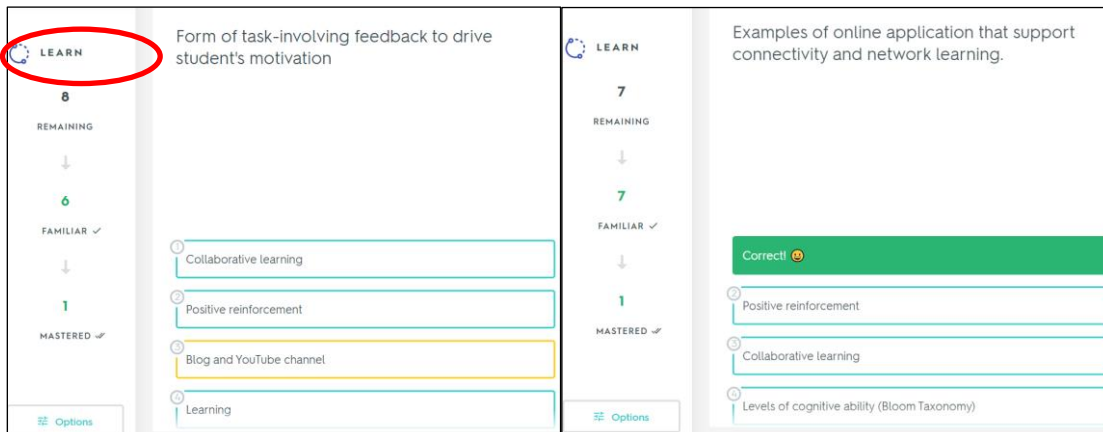 LEARN
8
REMAINING
↓
6
FAMILIAR ✓
↓
1
MASTERED
Options
Form of task-involving feedback to drive
student's motivation
1
Collaborative learning
2
Positive reinforcement
3
Blog and YouTube channel
4
Learning
LEARN
7
REMAINING
↓
7
FAMILIAR ✓
↓
1
MASTERED
Options
Examples of online application that support
connectivity and network learning.
Correct! 😀
2
Positive reinforcement
3
Collaborative learning
4
Levels of cognitive ability (Bloom Taxonomy)